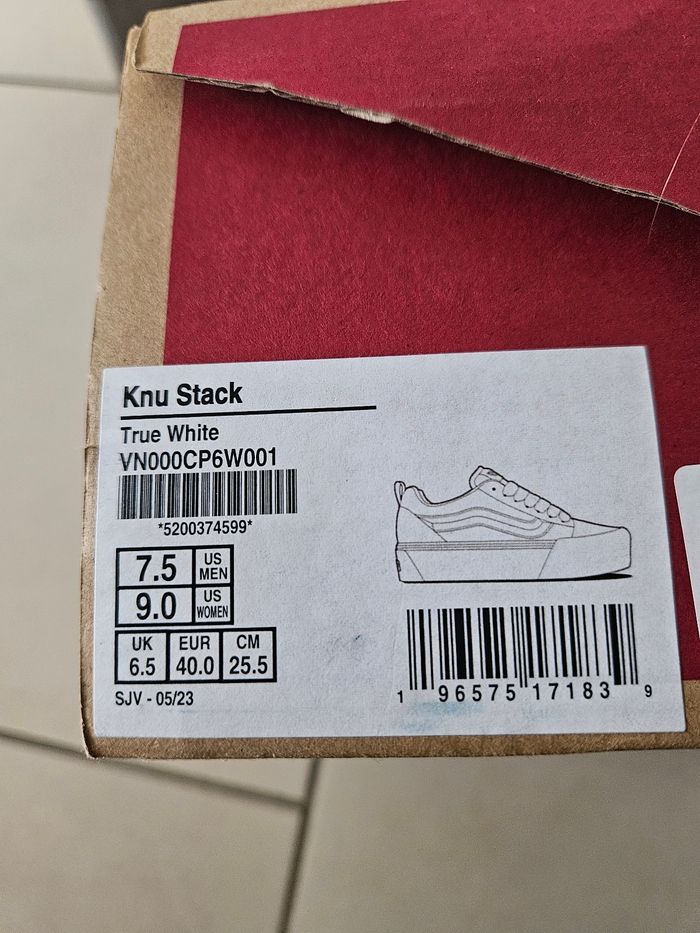 Knu Stack
True White
VN000CP6W001
*5200374599*
7.5 US MEN
9.0 US WOMEN
UK EUR CM
6.5 40.0 25.5
SJV - 05/23
1 96575 17183 9